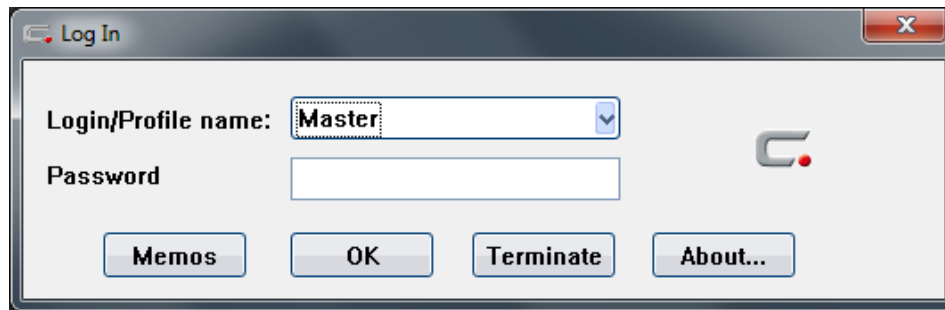 Log In
Login/Profile name: Master
Password
Memos OK Terminate About...